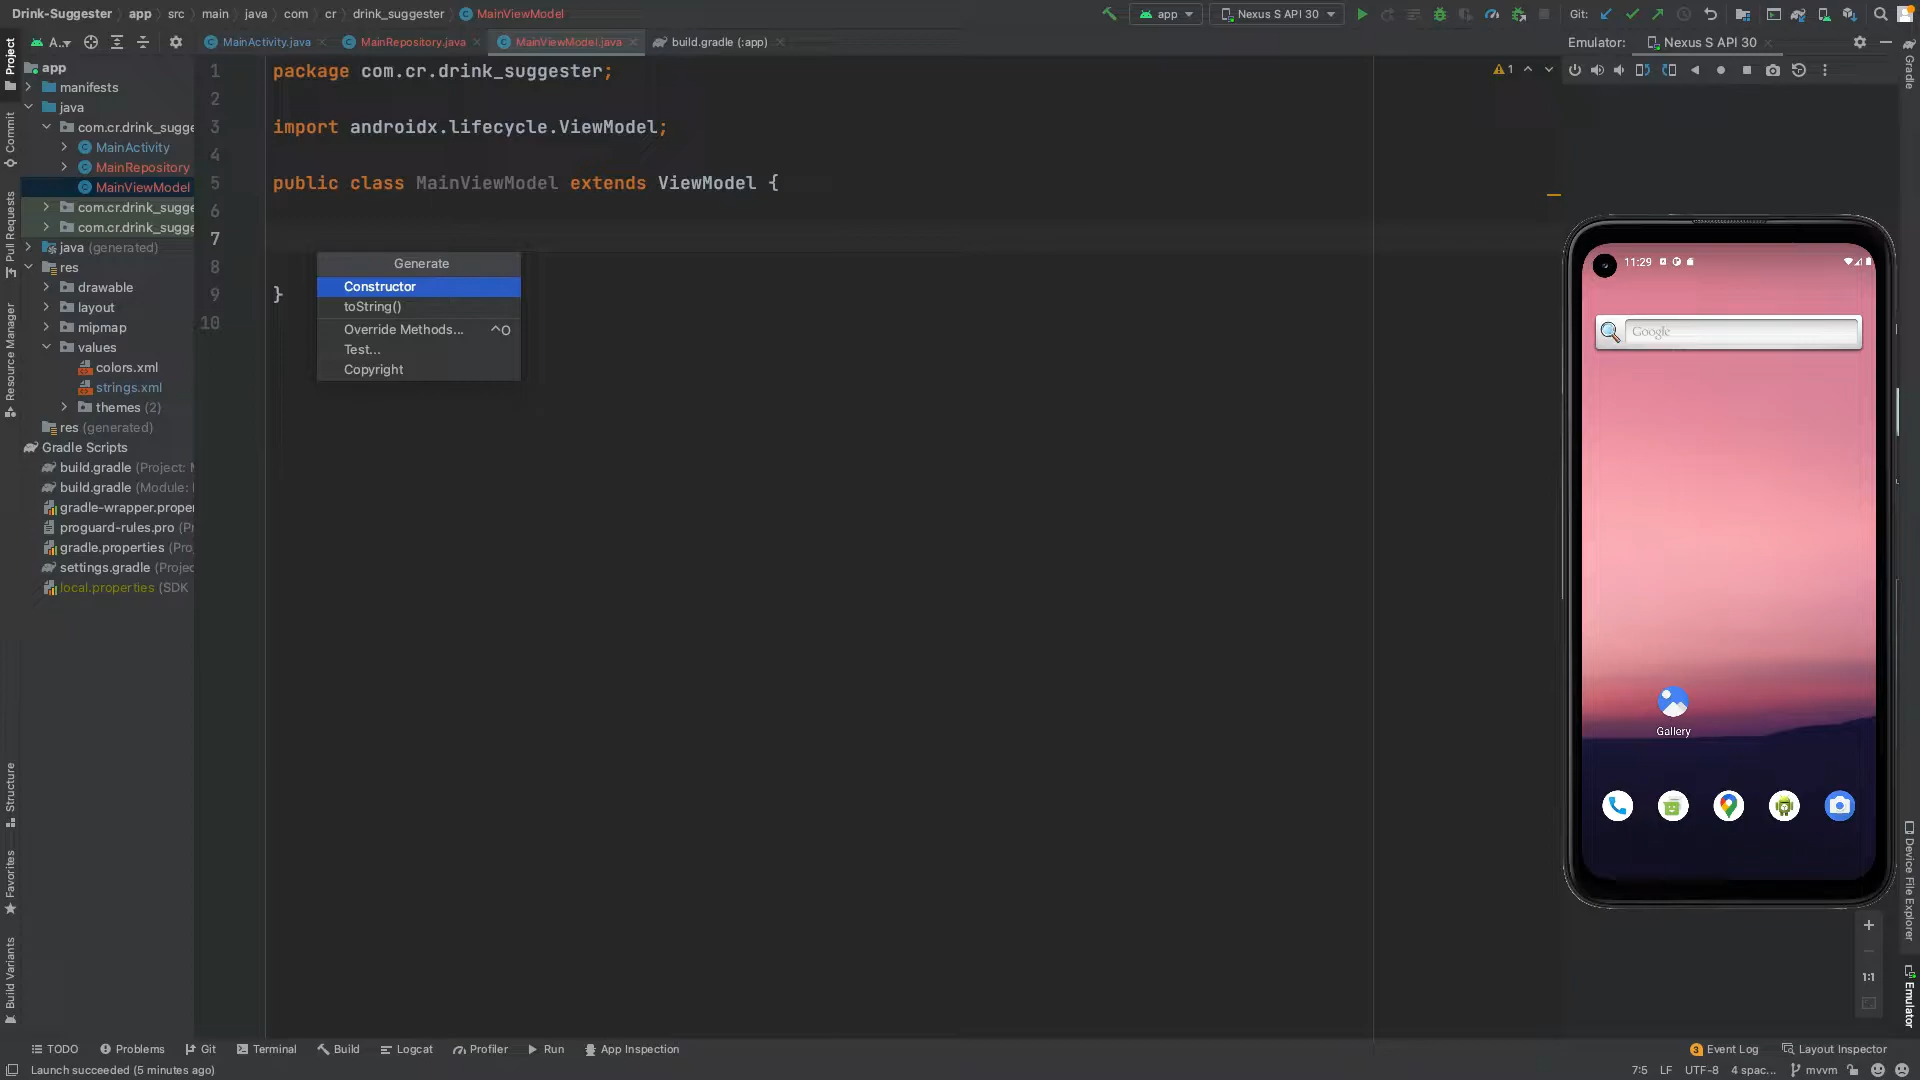 Drink-Suggester app src main java com cr drink_suggester MainViewModel
app Nexus S API 30 Git:
A.. MainActivity.java MainRepository.java MainViewModel.java build.gradle (:app)
Emulator: Nexus S API 30
Project
Commit
Pull Requests
Resource Manager
Structure
Favorites
Build Variants
app
manifests
java
com.cr.drink_sugge
MainActivity
MainRepository
MainViewModel
com.cr.drink_sugge
com.cr.drink_sugge
java (generated)
res
drawable
layout
mipmap
values
colors.xml
strings.xml
themes (2)
res (generated)
Gradle Scripts
build.gradle (Project: M
build.gradle (Module:
gradle-wrapper.proper
proguard-rules.pro (Pr
gradle.properties (Pro
settings.gradle (Projec
local.properties (SDK
1 package com.cr.drink_suggester;
2
3 import androidx.lifecycle.ViewModel;
4
5 public class MainViewModel extends ViewModel {
6
7
8
9 }
10
Generate
Constructor
toString()
Override Methods... ^O
Test...
Copyright
1
11:29
Google
Gallery
1:1
Gradle
Device File Explorer
Emulator
TODO Problems Git Terminal Build Logcat Profiler Run App Inspection
3 Event Log Layout Inspector
Launch succeeded (5 minutes ago)
7:5 LF UTF-8 4 spac... mvvm